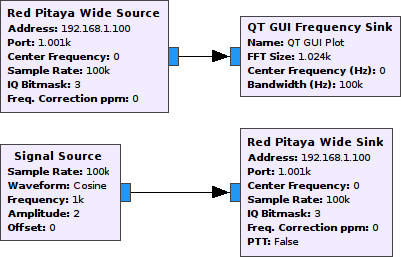 Red Pitaya Wide Source
Address: 192.168.1.100
Port: 1.001k
Center Frequency: 0
Sample Rate: 100k
IQ Bitmask: 3
Freq. Correction ppm: 0
QT GUI Frequency Sink
Name: QT GUI Plot
FFT Size: 1.024k
Center Frequency (Hz): 0
Bandwidth (Hz): 100k
Signal Source
Sample Rate: 100k
Waveform: Cosine
Frequency: 1k
Amplitude: 2
Offset: 0
Red Pitaya Wide Sink
Address: 192.168.1.100
Port: 1.001k
Center Frequency: 0
Sample Rate: 100k
IQ Bitmask: 3
Freq. Correction ppm: 0
PTT: False